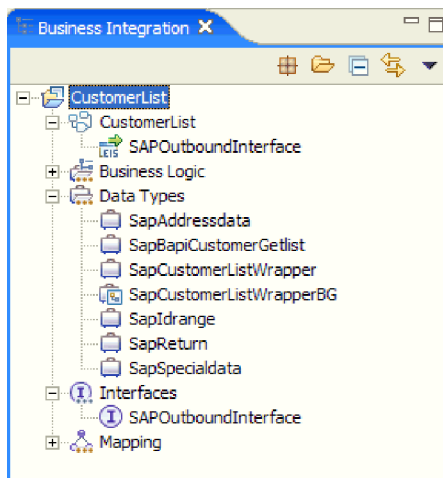 Business Integration
CustomerList
CustomerList
EIS
SAPOutboundInterface
Business Logic
Data Types
SapAddressdata
SapBapiCustomerGetlist
SapCustomerListWrapper
SapCustomerListWrapperBG
SapIdrange
SapReturn
SapSpecialdata
Interfaces
SAPOutboundInterface
Mapping